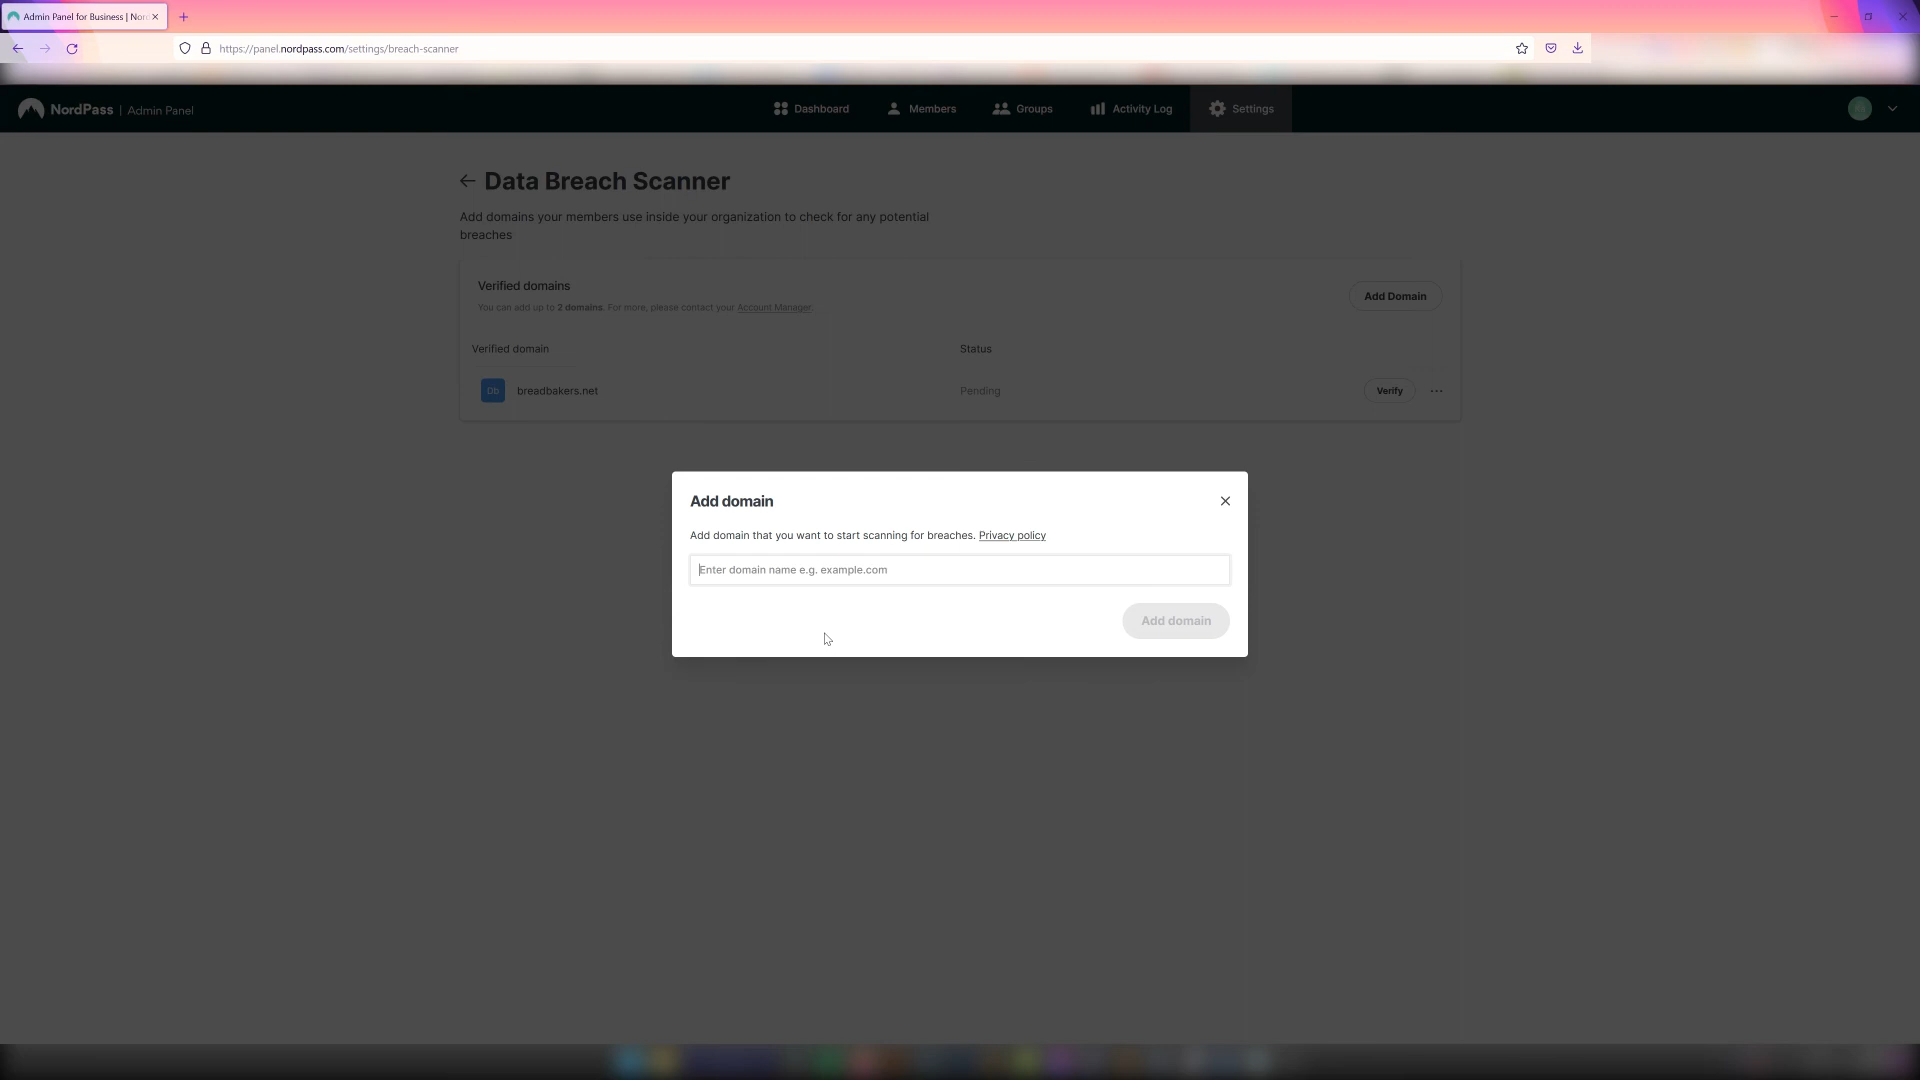 Admin Panel for Business | Nor
https://panel.nordpass.com/settings/breach-scanner
NordPass | Admin Panel
Dashboard
Members
Groups
Activity Log
Settings
Data Breach Scanner
Add domains your members use inside your organization to check for any potential
breaches
Verified domains
You can add up to 2 domains. For more, please contact your Account Manager.
Add Domain
Verified domain
Status
Db
breadbakers.net
Pending
Verify
Add domain
Add domain that you want to start scanning for breaches. Privacy policy
Enter domain name e.g. example.com
Add domain